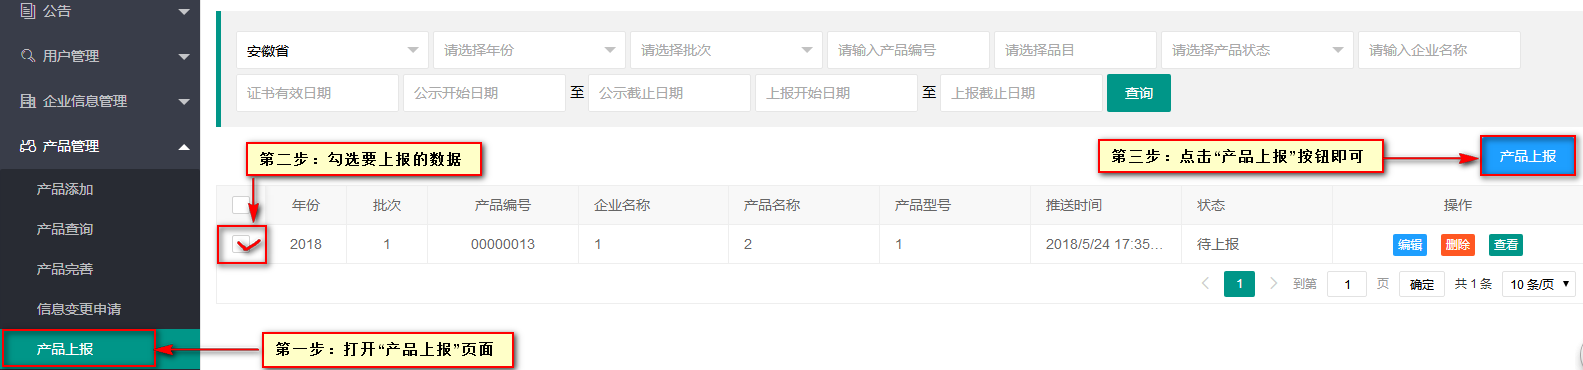 公告
用户管理
企业信息管理
产品管理
产品添加
产品查询
产品完善
信息变更申请
产品上报
安徽省 请选择年份 请选择批次 请输入产品编号 请选择品目 请选择产品状态 请输入企业名称
证书有效日期 公示开始日期 至 公示截止日期 上报开始日期 至 上报截止日期 查询
第二步：勾选要上报的数据
第三步：点击“产品上报”按钮即可
产品上报
年份 批次 产品编号 企业名称 产品名称 产品型号 推送时间 状态 操作
2018 1 00000013 1 2 1 2018/5/24 17:35... 待上报 编辑 删除 查看
1 到第 1 页 确定 共 1 条 10 条/页
第一步：打开“产品上报”页面